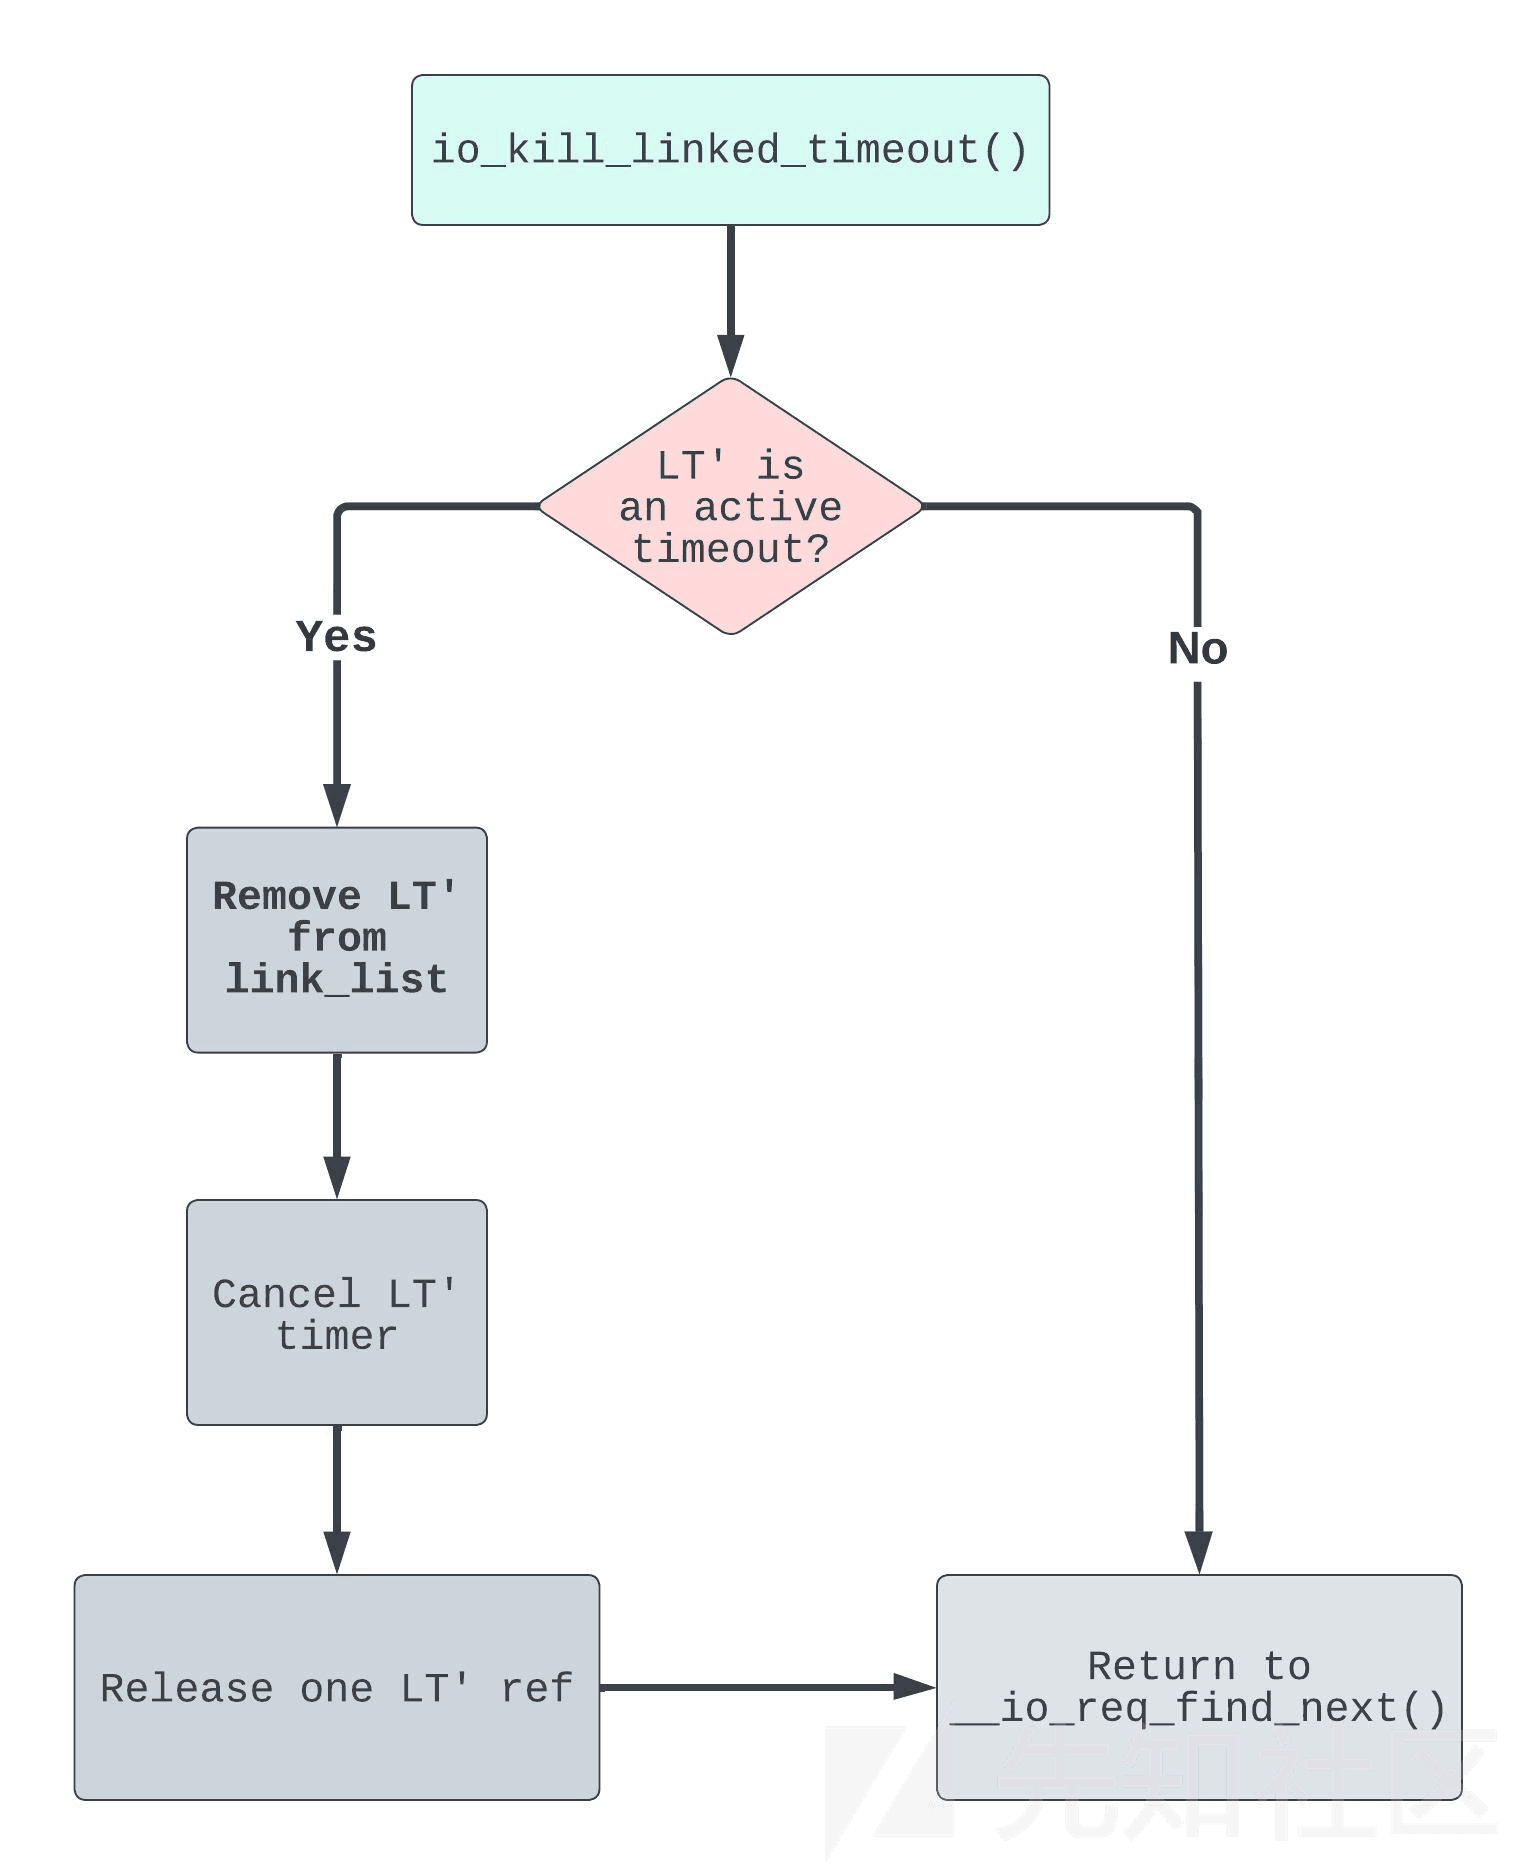 io_kill_linked_timeout()
LT' is
an active
timeout?
Yes
No
Remove LT'
from
link_list
Cancel LT'
timer
Release one LT' ref
Return to
__io_req_find_next()
先知社区